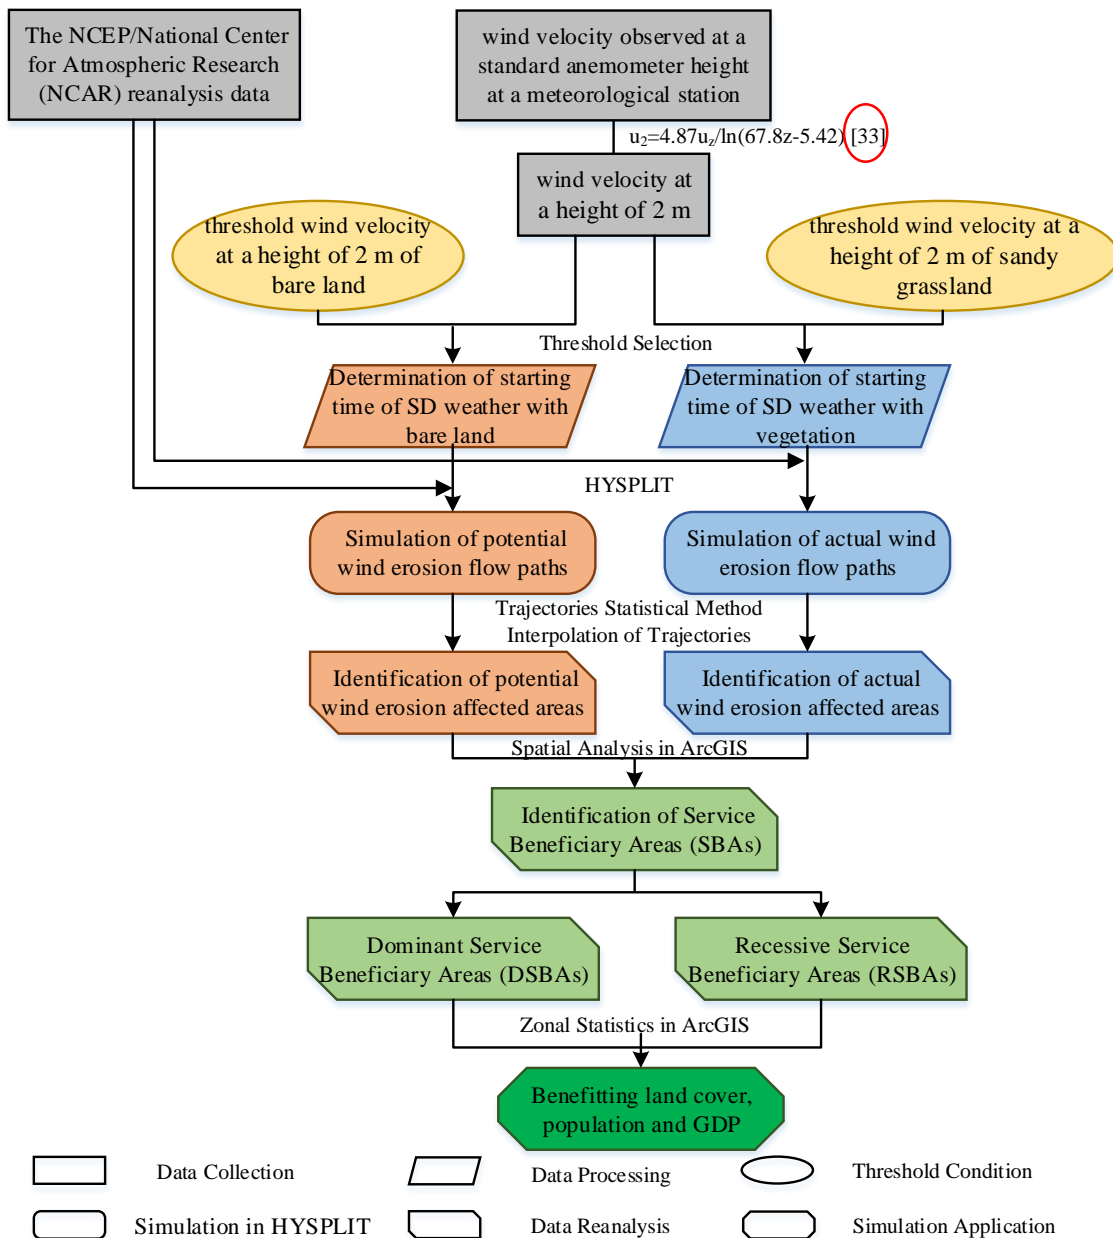 The NCEP/National Center
for Atmospheric Research
(NCAR) reanalysis data
wind velocity observed at a
standard anemometer height
at a meteorological station
u₂=4.87u_z/ln(67.8z-5.42) [33]
wind velocity at
a height of 2 m
threshold wind velocity
at a height of 2 m of
bare land
threshold wind velocity at a
height of 2 m of sandy
grassland
Threshold Selection
Determination of starting
time of SD weather with
bare land
Determination of starting
time of SD weather with
vegetation
HYSPLIT
Simulation of potential
wind erosion flow paths
Simulation of actual wind
erosion flow paths
Trajectories Statistical Method
Interpolation of Trajectories
Identification of potential
wind erosion affected areas
Identification of actual
wind erosion affected areas
Spatial Analysis in ArcGIS
Identification of Service
Beneficiary Areas (SBAs)
Dominant Service
Beneficiary Areas (DSBAs)
Recessive Service
Beneficiary Areas (RSBAs)
Zonal Statistics in ArcGIS
Benefitting land cover,
population and GDP
Data Collection
Data Processing
Threshold Condition
Simulation in HYSPLIT
Data Reanalysis
Simulation Application